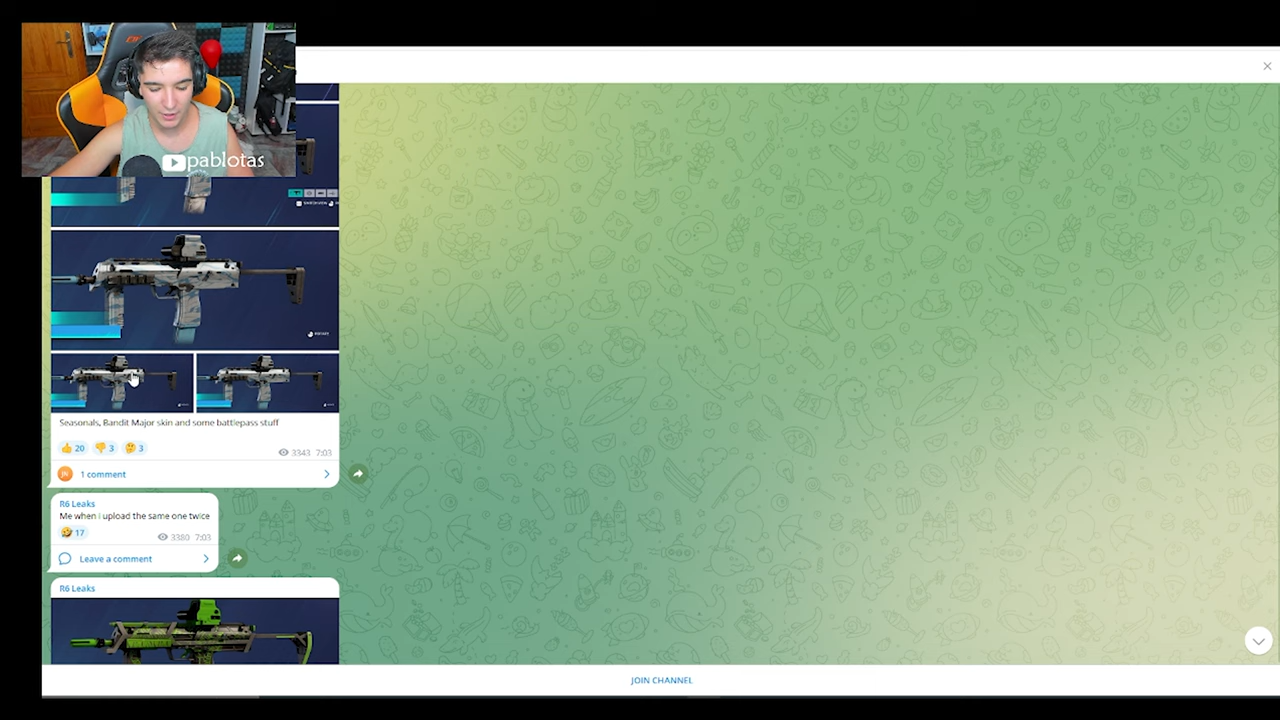 pablotas
Seasonals, Bandit Major skin and some battlepass stuff
20 3 3
3343 7:03
1 comment
R6 Leaks
Me when i upload the same one twice
17
3380 7:03
Leave a comment
R6 Leaks
JOIN CHANNEL